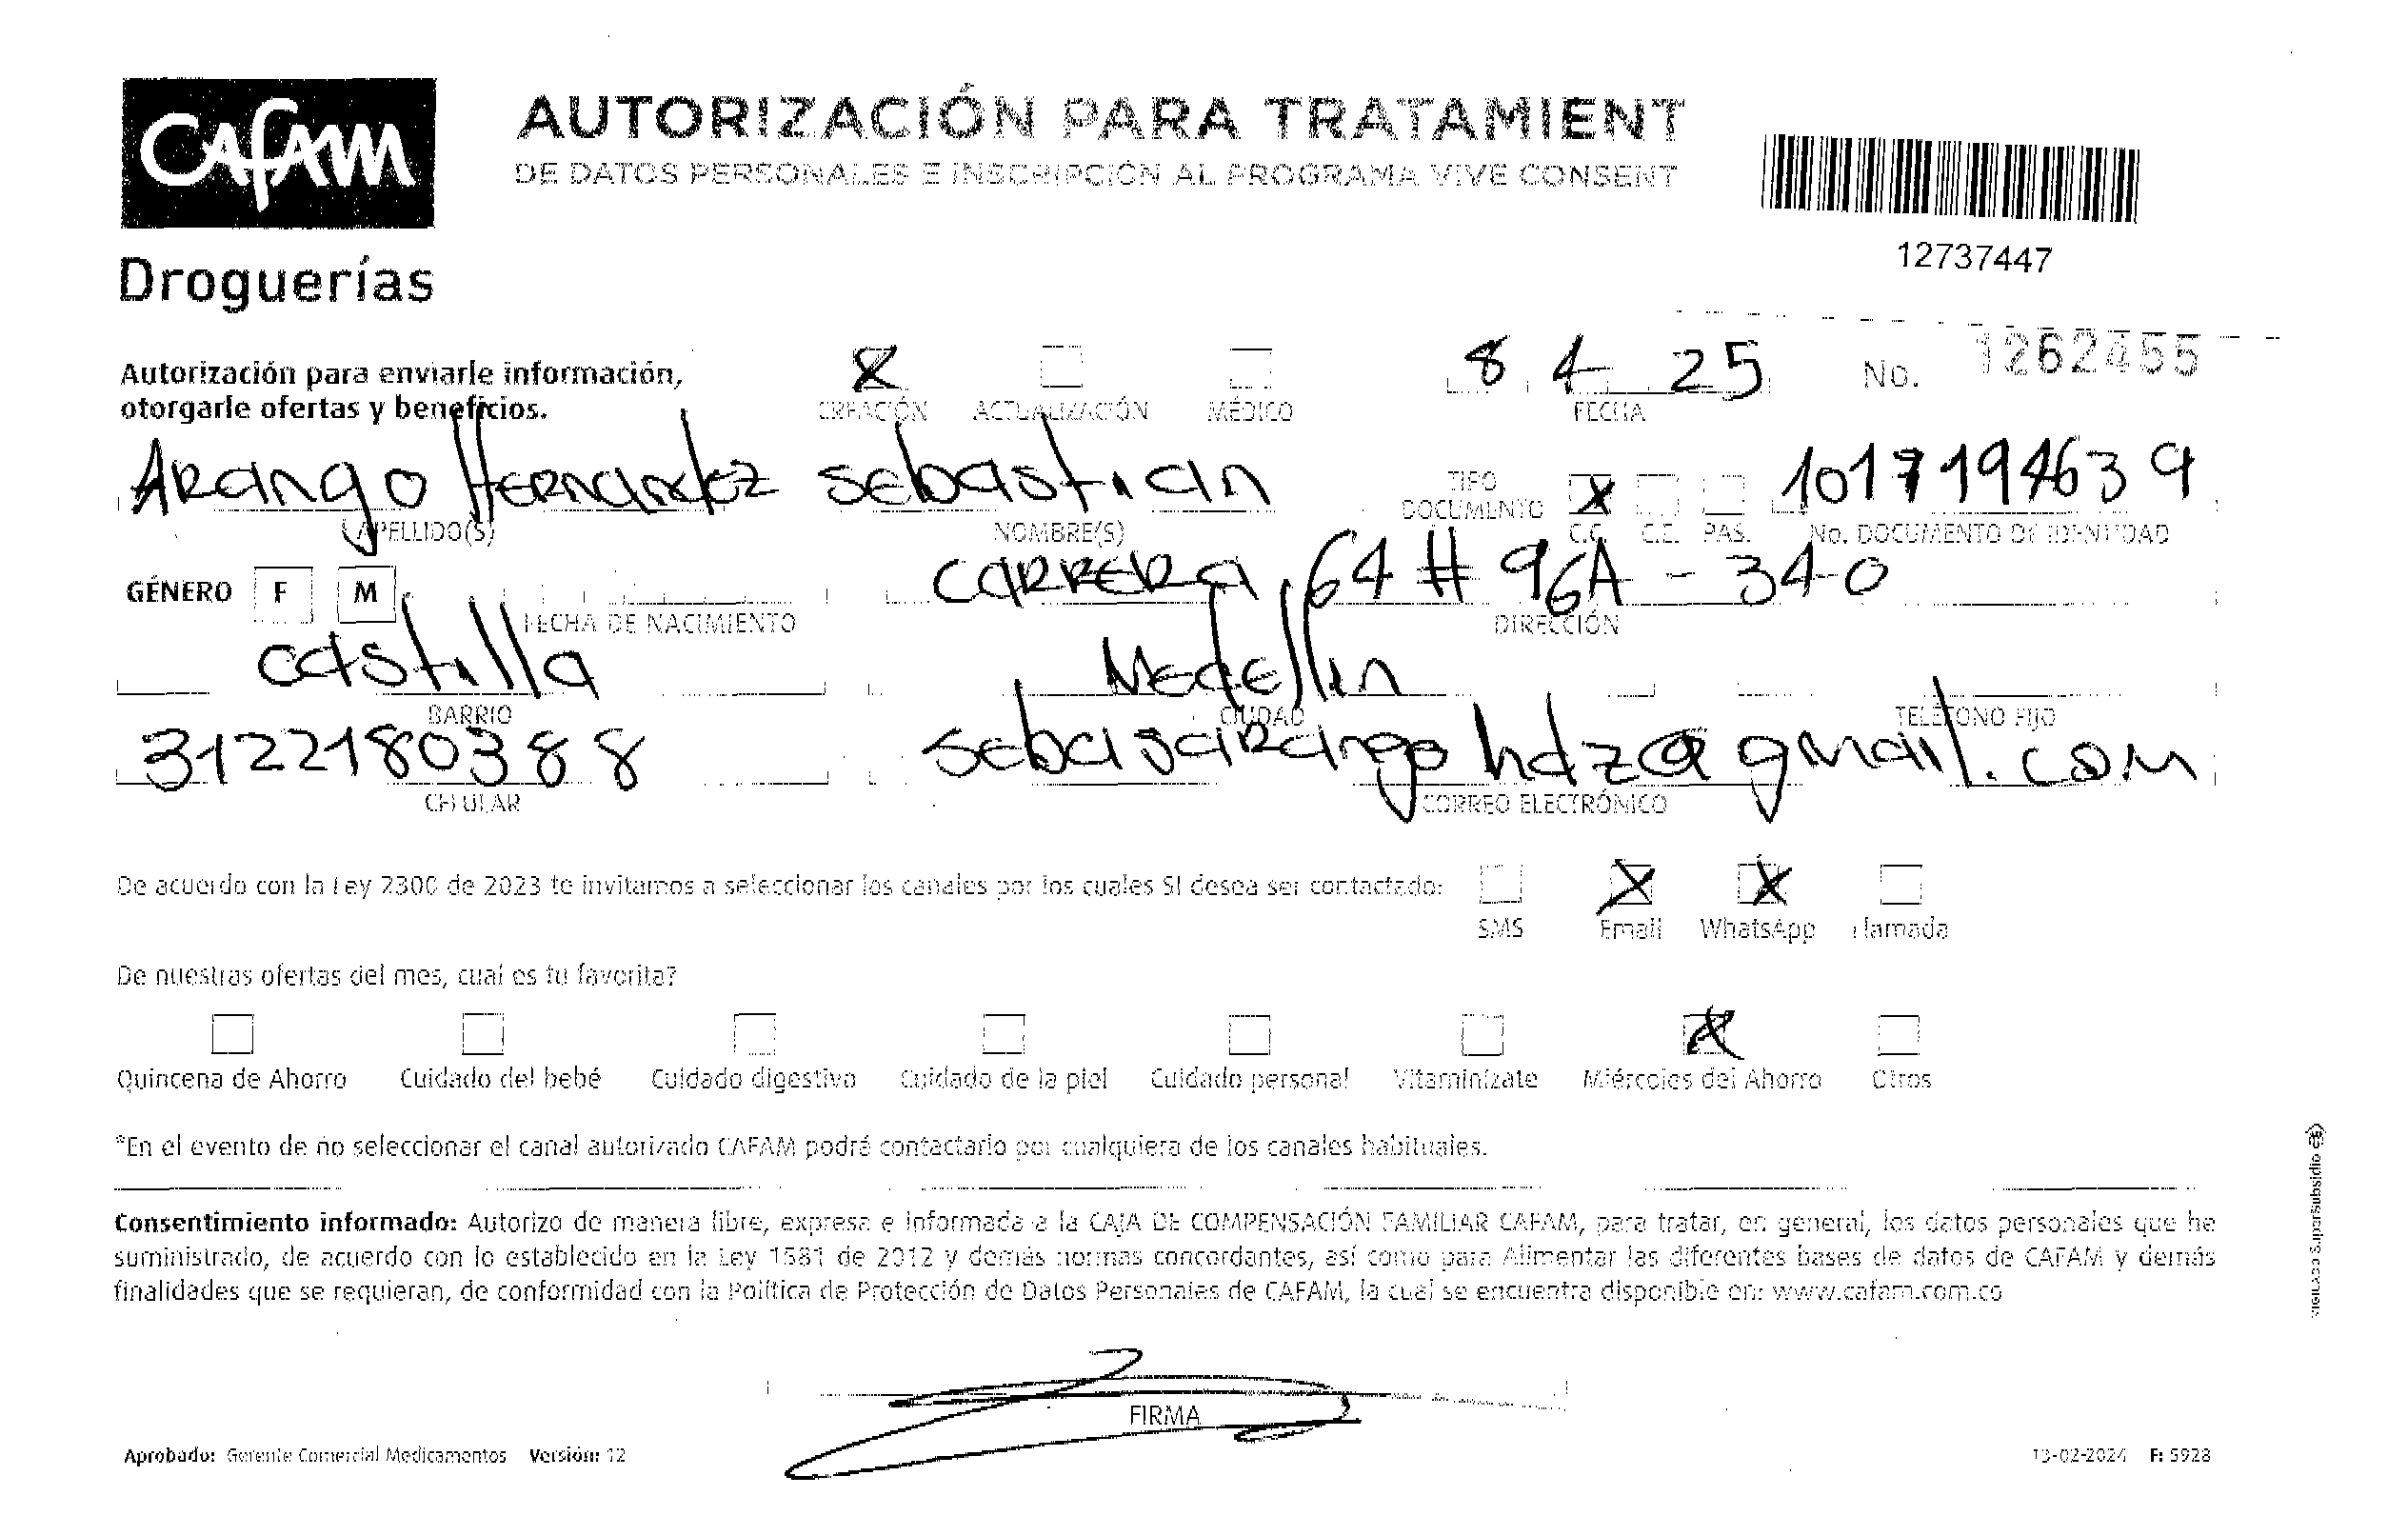 CAFAM
Droguerías
AUTORIZACIÓN PARA TRATAMIENT
DE DATOS PERSONALES E INSCRIPCIÓN AL PROGRAMA VIVE CONSENT
12737447
Autorización para enviarle información,
otorgarle ofertas y beneficios.
X CREACIÓN ACTUALIZACIÓN MÉDICO
8 4 25
FECHA
No. 1262455
Arango Hernandez Sebastian
APELLIDO(S) NOMBRE(S)
TIPO DOCUMENTO X C.C. C.E. PAS.
1017194639
No. DOCUMENTO DE IDENTIDAD
GÉNERO F M
FECHA DE NACIMIENTO
Carrera 64 # 96A - 340
DIRECCIÓN
Castilla Medellin
BARRIO CIUDAD TELÉFONO FIJO
3122180388 sebasarangohdz@gmail.com
CELULAR CORREO ELECTRÓNICO
De acuerdo con la Ley 2300 de 2023 te invitamos a seleccionar los canales por los cuales SI desea ser contactado:
SMS X Email X WhatsApp Llamada
De nuestras ofertas del mes, cual es tu favorita?
Quincena de Ahorro Cuidado del bebé Cuidado digestivo Cuidado de la piel Cuidado personal Vitaminízate X Miércoles del Ahorro Otros
*En el evento de no seleccionar el canal autorizado CAFAM podrá contactarlo por cualquiera de los canales habituales.
Consentimiento informado: Autorizo de manera libre, expresa e informada a la CAJA DE COMPENSACIÓN FAMILIAR CAFAM, para tratar, en general, los datos personales que he
suministrado, de acuerdo con lo establecido en la Ley 1581 de 2012 y demás normas concordantes, así como para Alimentar las diferentes bases de datos de CAFAM y demás
finalidades que se requieran, de conformidad con la Política de Protección de Datos Personales de CAFAM, la cual se encuentra disponible en: www.cafam.com.co
FIRMA
Aprobado: Gerente Comercial Medicamentos Versión: 12
13-02-2024 F: 5928
VIGILADO SuperSubsidio